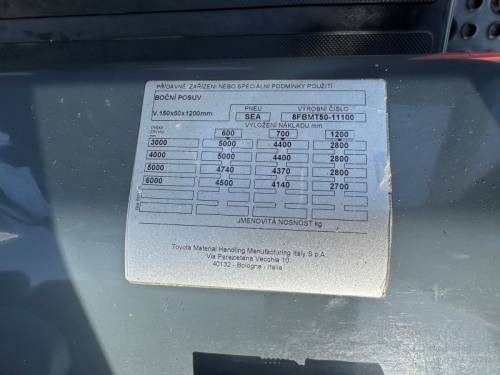 PŘÍDAVNÉ ZAŘÍZENÍ NEBO SPECIÁLNÍ PODMÍNKY POUŽITÍ
BOČNÍ POSUV
PNEU VÝROBNÍ ČÍSLO
V.150x50x1200mm SEA 8FBMT50-11100
VYLOŽENÍ NÁKLADU mm
600 700 1200
3000 5000 4400 2800
4000 5000 4400 2800
5000 4740 4370 2800
6000 4500 4140 2700
JMENOVITÁ NOSNOST kg
Toyota Material Handling Manufacturing Italy S.p.A.
Via Persicetana Vecchia 10
40132 - Bologna - Italia